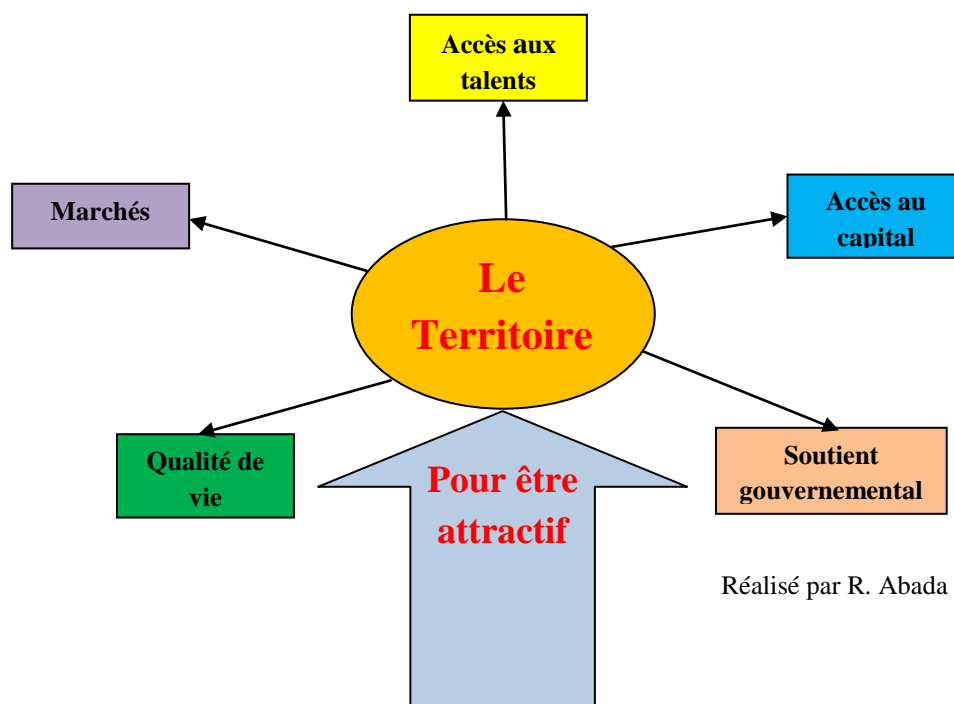 Accès aux
talents
Marchés
Accès au
capital
Le
Territoire
Qualité de
vie
Pour être
attractif
Soutient
gouvernemental
Réalisé par R. Abada